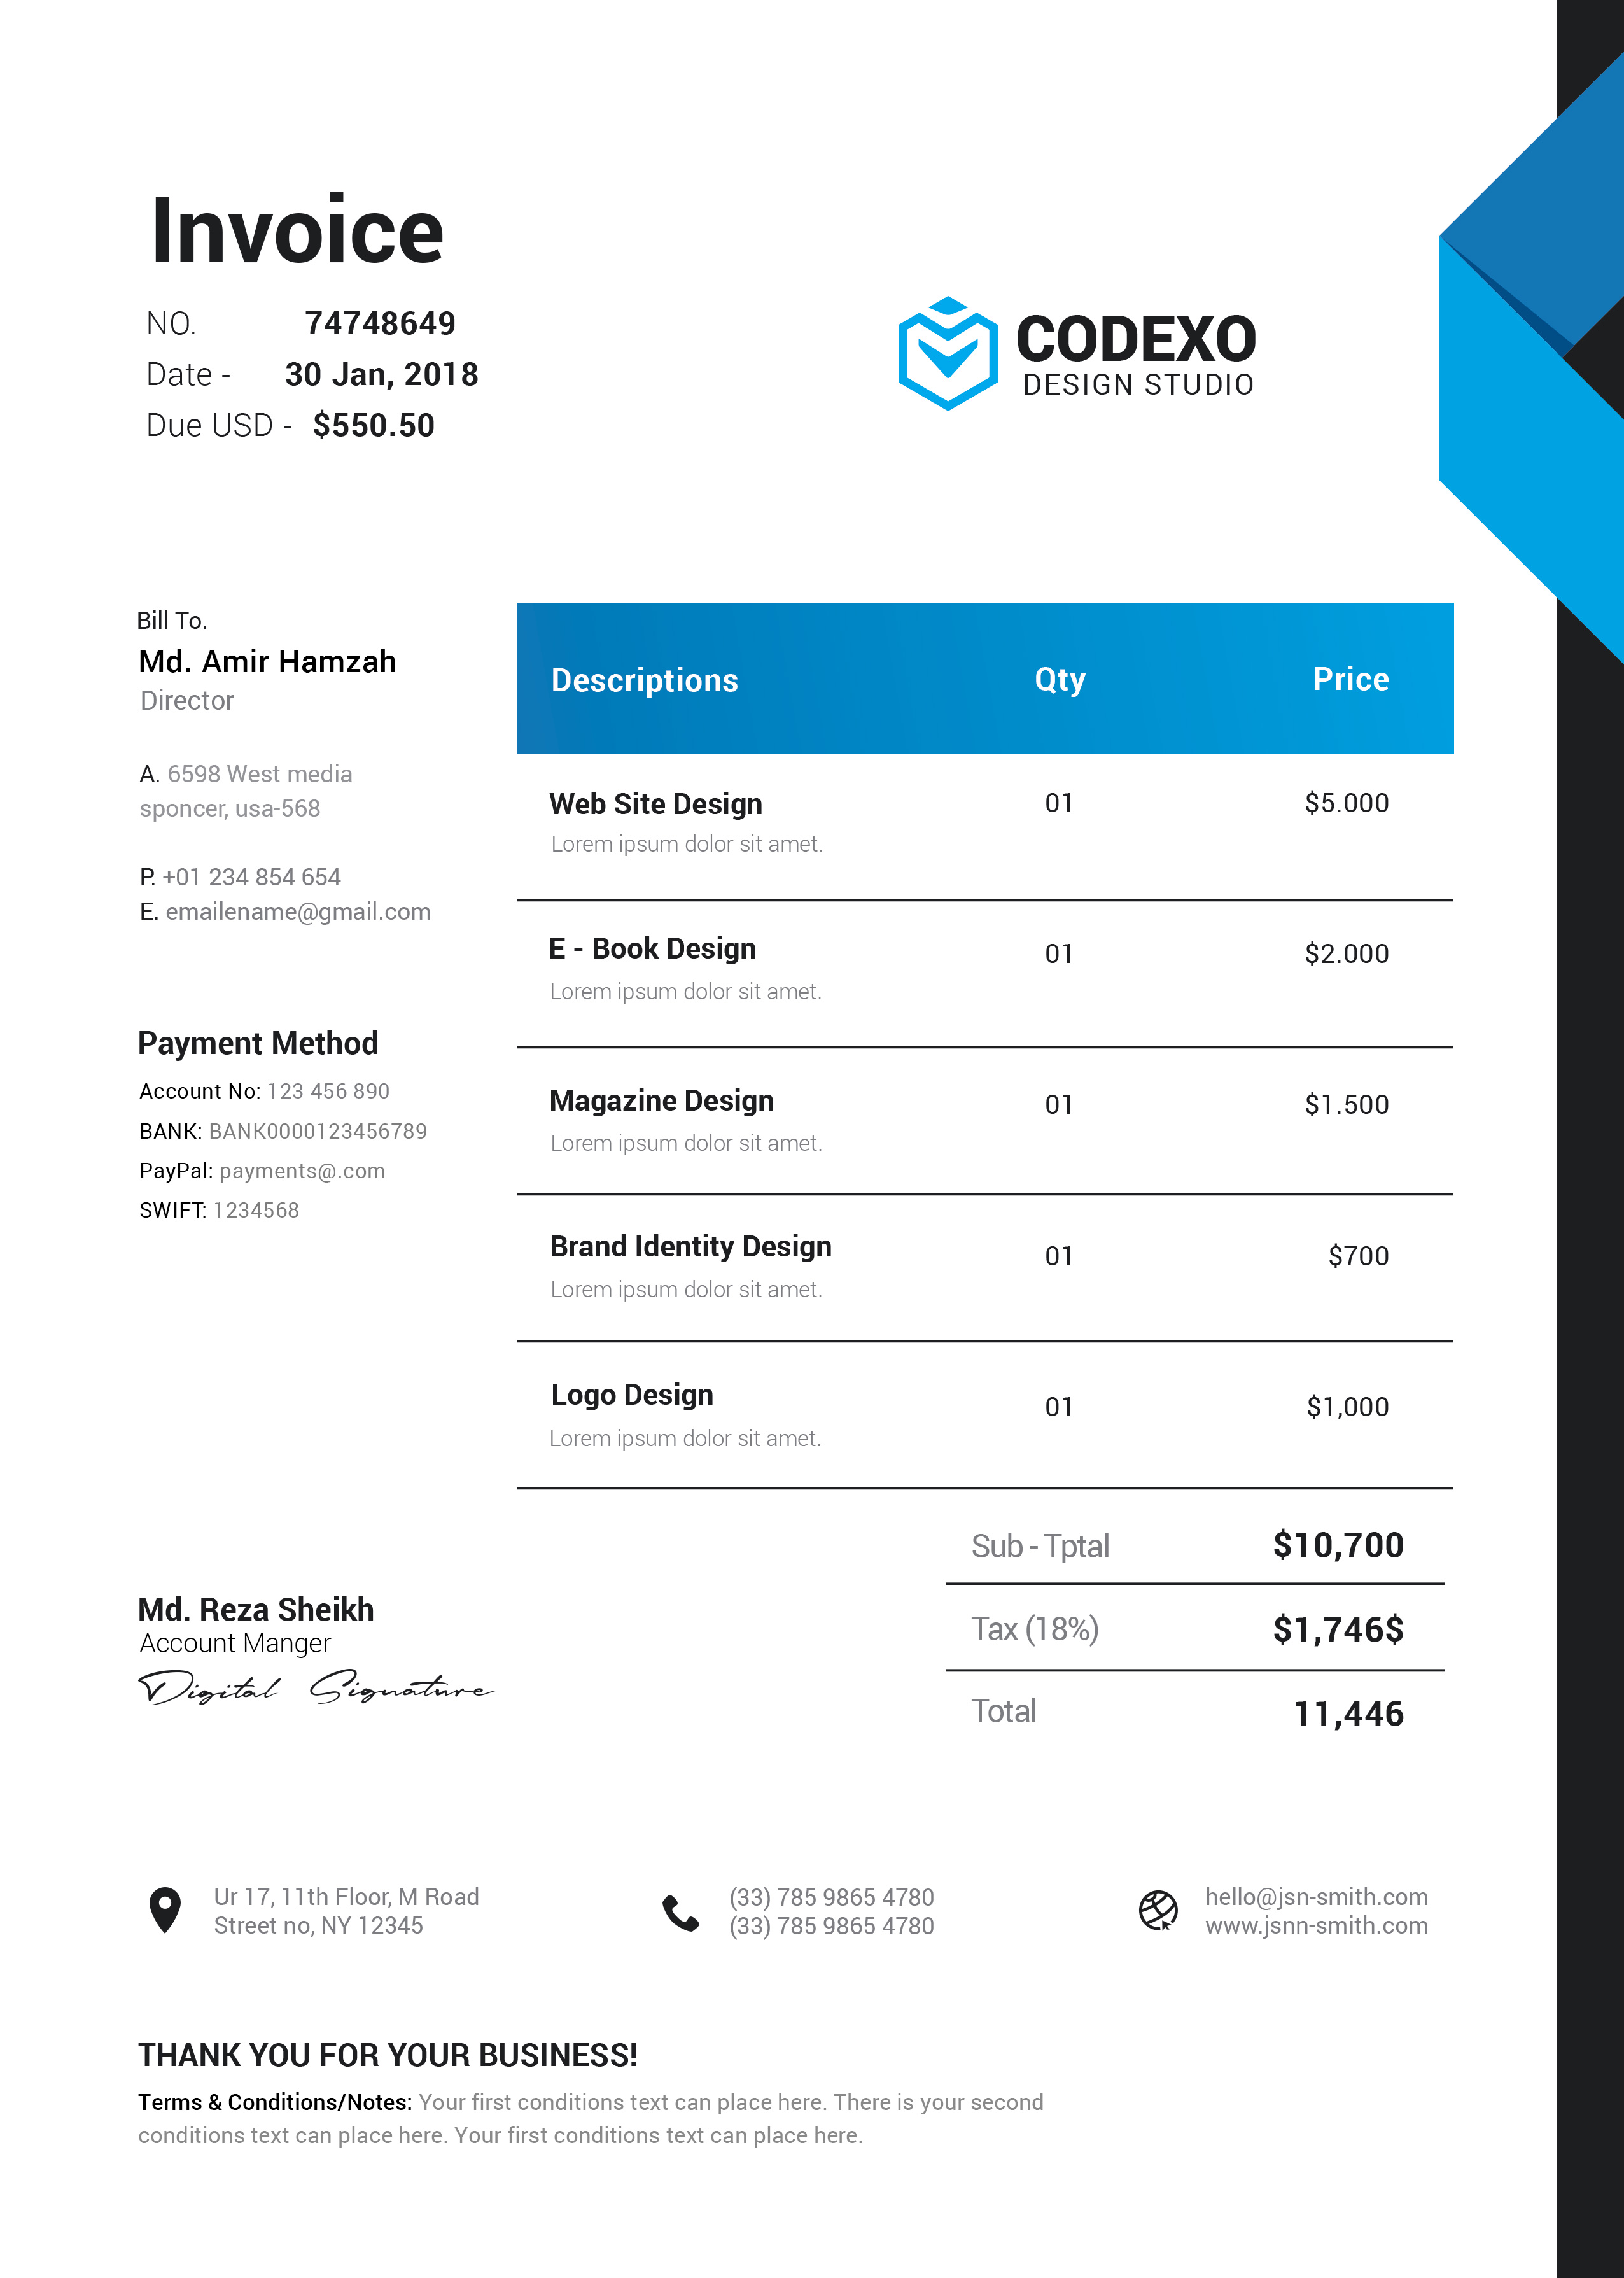 Invoice
NO. 74748649
Date - 30 Jan, 2018
Due USD - $550.50
CODEXO
DESIGN STUDIO
Bill To.
Md. Amir Hamzah
Director
A. 6598 West media
sponcer, usa-568
P. +01 234 854 654
E. emailename@gmail.com
Payment Method
Account No: 123 456 890
BANK: BANK0000123456789
PayPal: payments@.com
SWIFT: 1234568
Descriptions Qty Price
Web Site Design 01 $5.000
Lorem ipsum dolor sit amet.
E - Book Design 01 $2.000
Lorem ipsum dolor sit amet.
Magazine Design 01 $1.500
Lorem ipsum dolor sit amet.
Brand Identity Design 01 $700
Lorem ipsum dolor sit amet.
Logo Design 01 $1,000
Lorem ipsum dolor sit amet.
Sub - Tptal $10,700
Tax (18%) $1,746$
Total 11,446
Md. Reza Sheikh
Account Manger
Digital Signature
Ur 17, 11th Floor, M Road
Street no, NY 12345
(33) 785 9865 4780
(33) 785 9865 4780
hello@jsn-smith.com
www.jsnn-smith.com
THANK YOU FOR YOUR BUSINESS!
Terms & Conditions/Notes: Your first conditions text can place here. There is your second
conditions text can place here. Your first conditions text can place here.